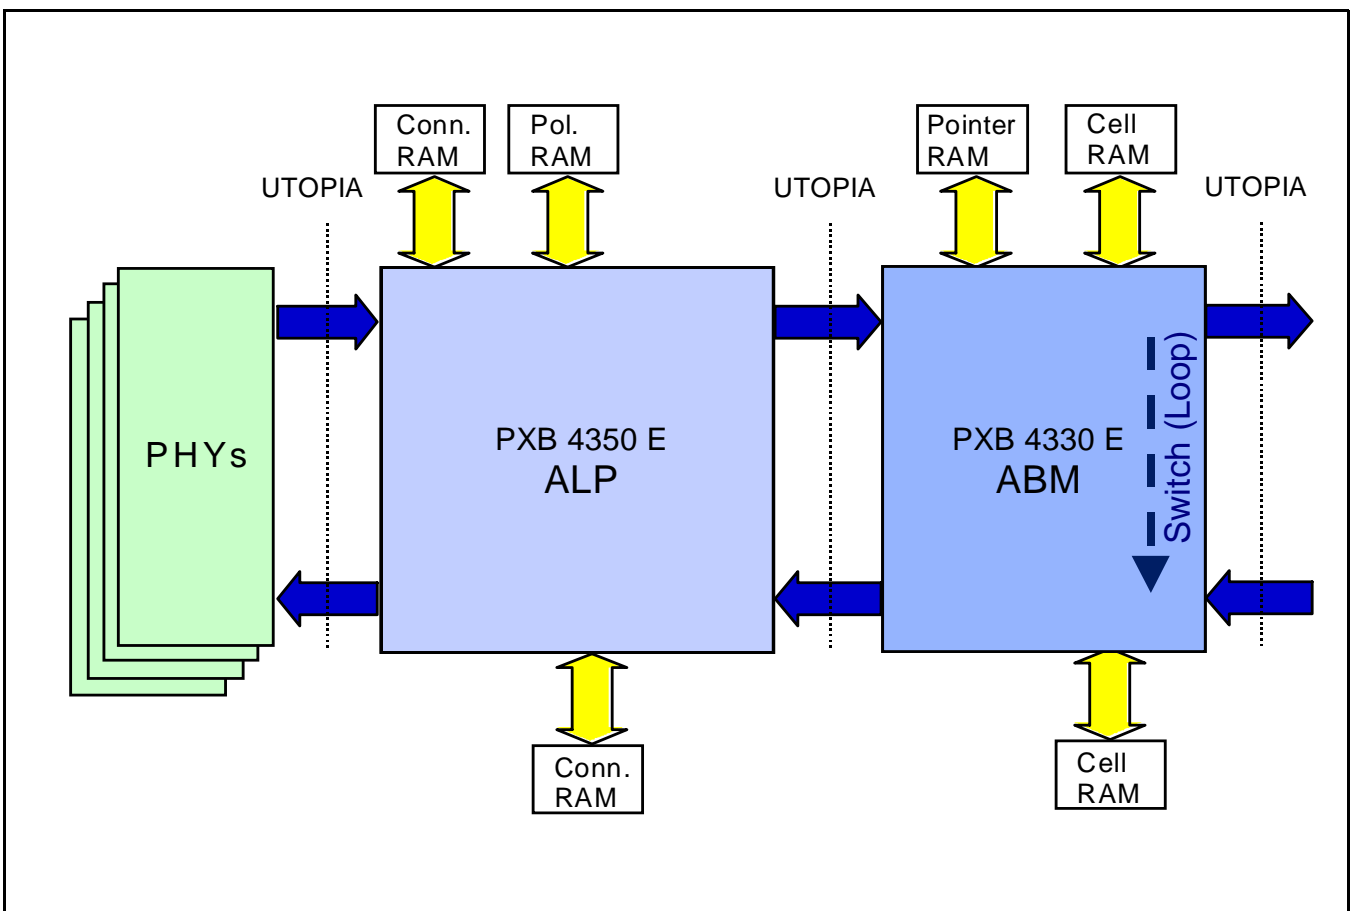 Conn.
RAM
Pol.
RAM
Pointer
RAM
Cell
RAM
UTOPIA
UTOPIA
UTOPIA
PHYs
PXB 4350 E
ALP
PXB 4330 E
ABM
Switch (Loop)
Conn.
RAM
Cell
RAM